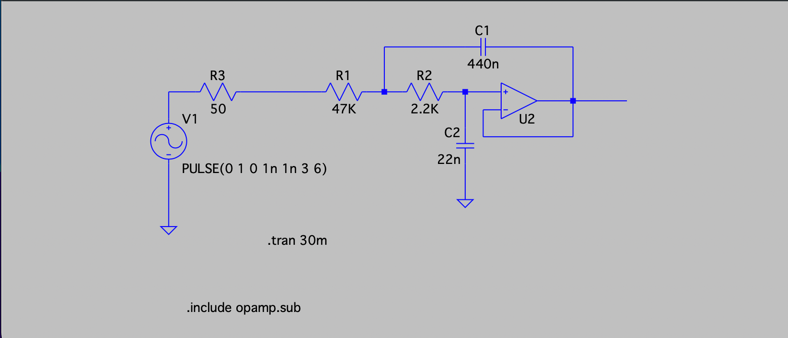 C1
440n
R3
50
R1
47K
R2
2.2K
+
-
U2
V1
+
-
C2
22n
PULSE(0 1 0 1n 1n 3 6)
.tran 30m
.include opamp.sub